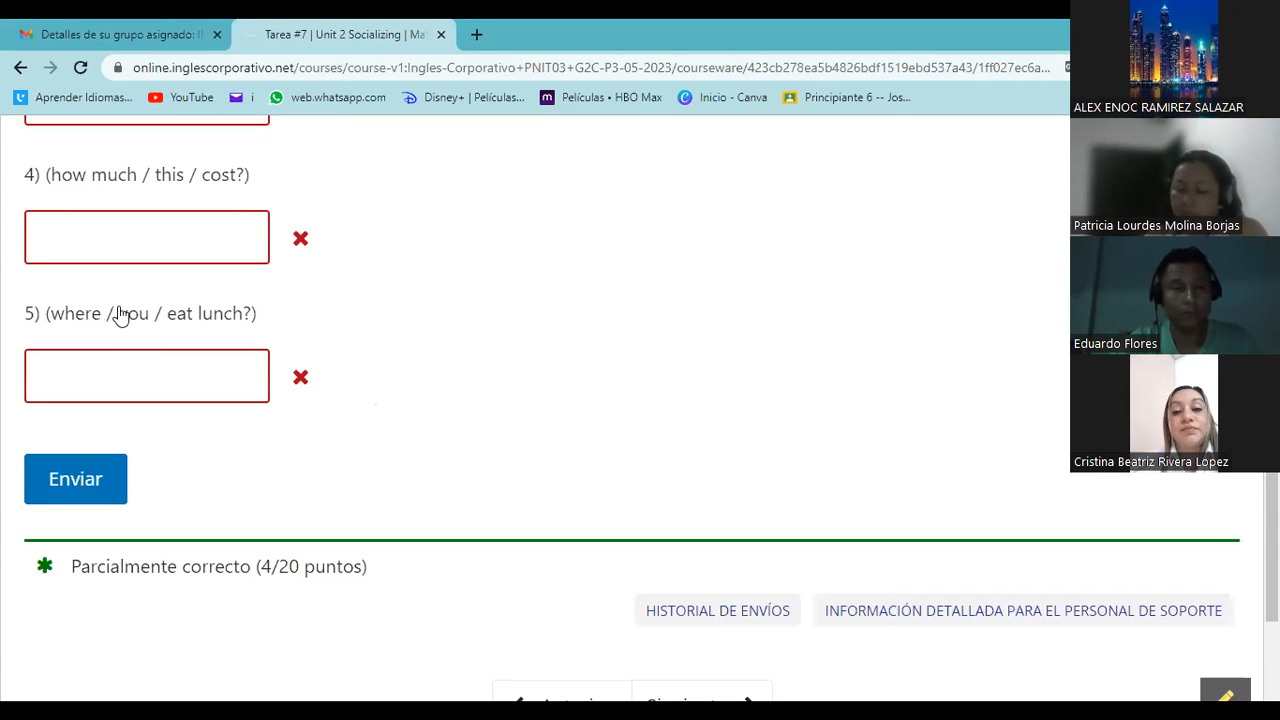 Detalles de su grupo asignado: I
Tarea #7 | Unit 2 Socializing | Ma
online.inglescorporativo.net/courses/course-v1:Ingles-Corporativo+PNIT03+G2C-P3-05-2023/courseware/423cb278ea5b4826bdf1519ebd537a43/1ff027ec6a...
Aprender Idiomas...
YouTube
i
web.whatsapp.com
Disney+ | Películas...
Películas • HBO Max
Inicio - Canva
Principiante 6 -- Jos...
4) (how much / this / cost?)
5) (where / you / eat lunch?)
Enviar
Parcialmente correcto (4/20 puntos)
HISTORIAL DE ENVÍOS
INFORMACIÓN DETALLADA PARA EL PERSONAL DE SOPORTE
ALEX ENOC RAMIREZ SALAZAR
Patricia Lourdes Molina Borjas
Eduardo Flores
Cristina Beatriz Rivera Lopez